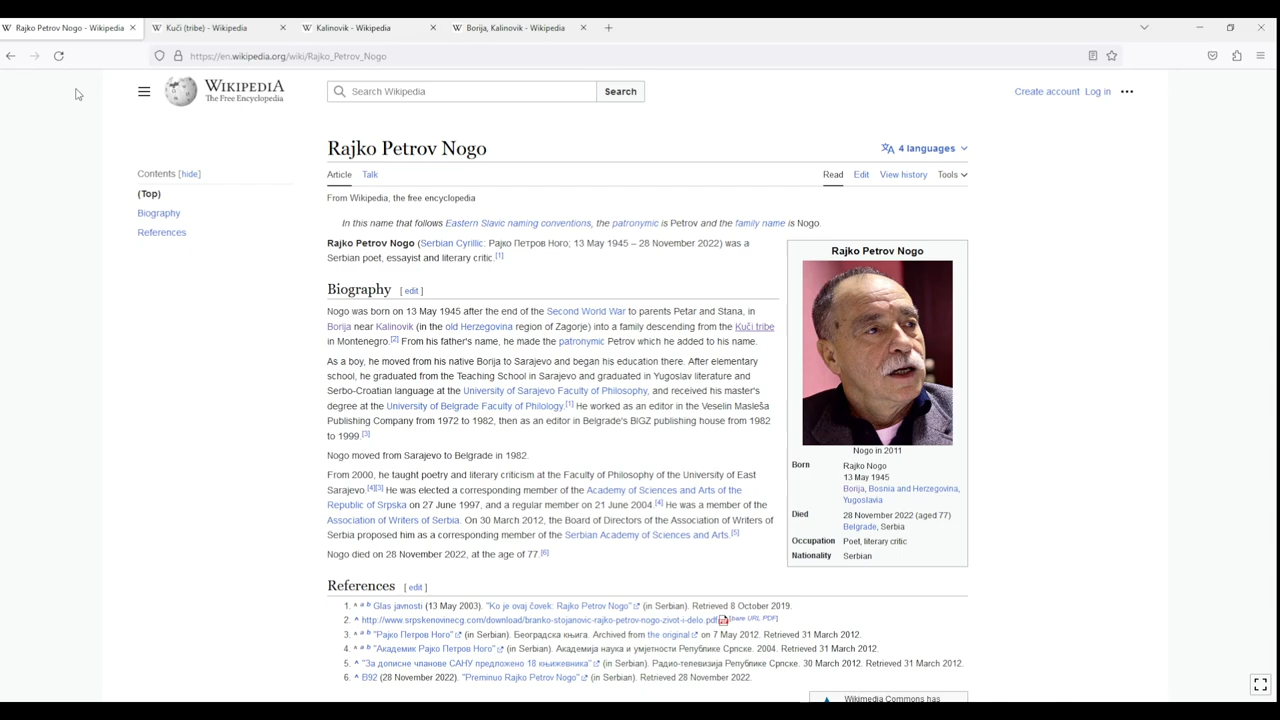 Rajko Petrov Nogo - Wikipedia
Kuči (tribe) - Wikipedia
Kalinovik - Wikipedia
Borija, Kalinovik - Wikipedia
https://en.wikipedia.org/wiki/Rajko_Petrov_Nogo
WIKIPEDIA
The Free Encyclopedia
Search Wikipedia
Search
Create account Log in
Rajko Petrov Nogo
4 languages
Contents [hide]
(Top)
Biography
References
Article Talk
Read Edit View history Tools
From Wikipedia, the free encyclopedia
In this name that follows Eastern Slavic naming conventions, the patronymic is Petrov and the family name is Nogo.
Rajko Petrov Nogo (Serbian Cyrillic: Рајко Петров Ного; 13 May 1945 – 28 November 2022) was a
Serbian poet, essayist and literary critic.[1]
Biography [ edit ]
Nogo was born on 13 May 1945 after the end of the Second World War to parents Petar and Stana, in
Borija near Kalinovik (in the old Herzegovina region of Zagorje) into a family descending from the Kuči tribe
in Montenegro.[2] From his father's name, he made the patronymic Petrov which he added to his name.
As a boy, he moved from his native Borija to Sarajevo and began his education there. After elementary
school, he graduated from the Teaching School in Sarajevo and graduated in Yugoslav literature and
Serbo-Croatian language at the University of Sarajevo Faculty of Philosophy, and received his master's
degree at the University of Belgrade Faculty of Philology.[1] He worked as an editor in the Veselin Masleša
Publishing Company from 1972 to 1982, then as an editor in Belgrade's BIGZ publishing house from 1982
to 1999.[3]
Nogo moved from Sarajevo to Belgrade in 1982.
From 2000, he taught poetry and literary criticism at the Faculty of Philosophy of the University of East
Sarajevo.[4][3] He was elected a corresponding member of the Academy of Sciences and Arts of the
Republic of Srpska on 27 June 1997, and a regular member on 21 June 2004.[4] He was a member of the
Association of Writers of Serbia. On 30 March 2012, the Board of Directors of the Association of Writers of
Serbia proposed him as a corresponding member of the Serbian Academy of Sciences and Arts.[5]
Nogo died on 28 November 2022, at the age of 77.[6]
Rajko Petrov Nogo
Nogo in 2011
Born Rajko Nogo
13 May 1945
Borija, Bosnia and Herzegovina,
Yugoslavia
Died 28 November 2022 (aged 77)
Belgrade, Serbia
Occupation Poet, literary critic
Nationality Serbian
References [ edit ]
1. ^ a b Glas javnosti (13 May 2003). "Ko je ovaj čovek: Rajko Petrov Nogo" (in Serbian). Retrieved 8 October 2019.
2. ^ http://www.srpskenovinecg.com/download/branko-stojanovic-rajko-petrov-nogo-zivot-i-delo.pdf [bare URL PDF]
3. ^ a b "Рајко Петров Ного" (in Serbian). Београдска књига. Archived from the original on 7 May 2012. Retrieved 31 March 2012.
4. ^ a b "Академик Рајко Петров Ного" (in Serbian). Академија наука и умјетности Републике Српске. 2004. Retrieved 31 March 2012.
5. ^ "За дописне чланове САНУ предложено 18 књижевника" (in Serbian). Радио-телевизија Републике Српске. 30 March 2012. Retrieved 31 March 2012.
6. ^ B92 (28 November 2022). "Preminuo Rajko Petrov Nogo" (in Serbian). Retrieved 28 November 2022.
Wikimedia Commons has